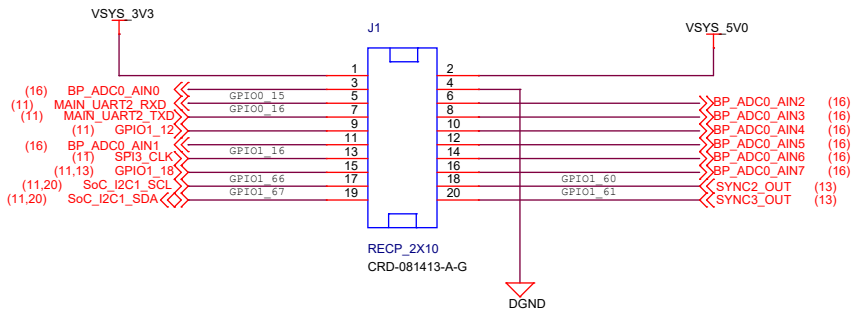 VSYS_3V3
J1
VSYS_5V0
1
2
(16) BP_ADC0_AIN0
3
4
(11) MAIN_UART2_RXD
GPIO0_15
5
6
BP_ADC0_AIN2 (16)
(11) MAIN_UART2_TXD
GPIO0_16
7
8
BP_ADC0_AIN3 (16)
(11) GPIO1_12
9
10
BP_ADC0_AIN4 (16)
(16) BP_ADC0_AIN1
11
12
BP_ADC0_AIN5 (16)
(11) SPI3_CLK
GPIO1_16
13
14
BP_ADC0_AIN6 (16)
(11,13) GPIO1_18
15
16
BP_ADC0_AIN7 (16)
(11,20) SoC_I2C1_SCL
GPIO1_66
17
18
GPIO1_60
SYNC2_OUT (13)
(11,20) SoC_I2C1_SDA
GPIO1_67
19
20
GPIO1_61
SYNC3_OUT (13)
RECP_2X10
CRD-081413-A-G
DGND